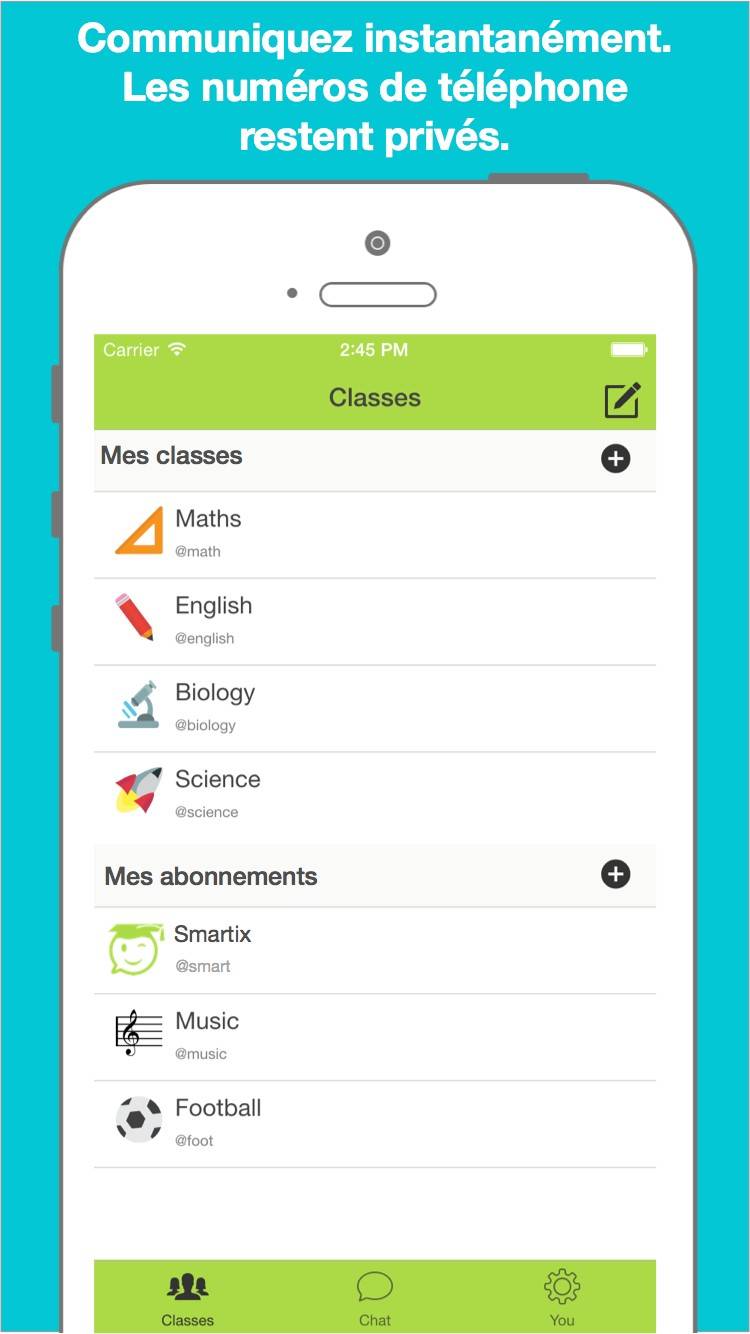 Communiquez instantanément.
Les numéros de téléphone
restent privés.
Carrier 2:45 PM
Classes
Mes classes
Maths
@math
English
@english
Biology
@biology
Science
@science
Mes abonnements
Smartix
@smart
Music
@music
Football
@foot
Classes Chat You